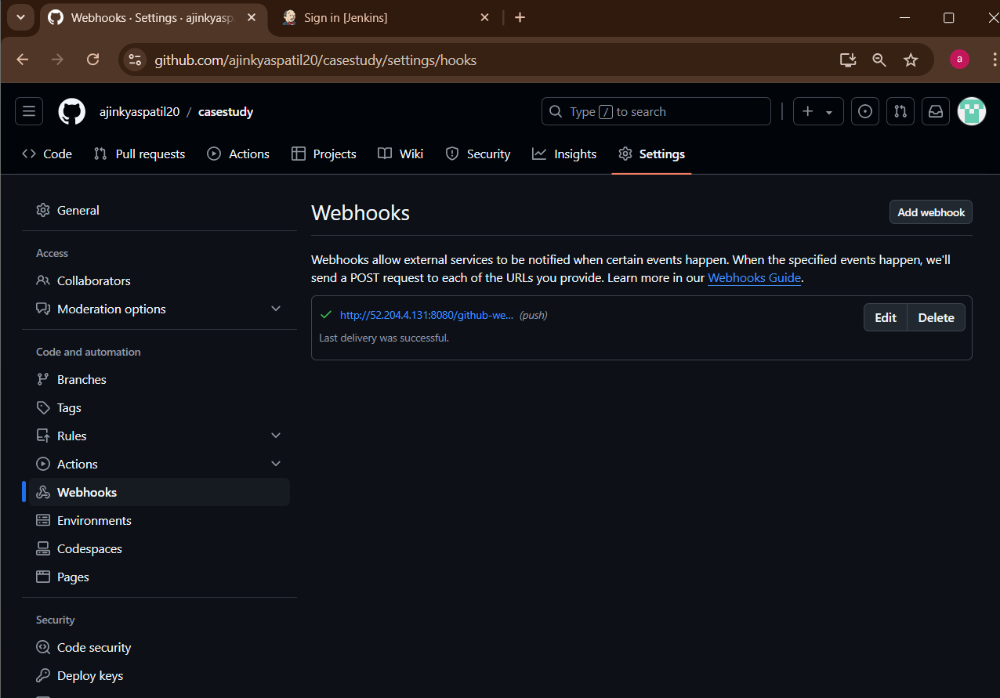 Webhooks · Settings · ajinkyasp
Sign in [Jenkins]
github.com/ajinkyaspatil20/casestudy/settings/hooks
a
ajinkyaspatil20 / casestudy
Type / to search
Code
Pull requests
Actions
Projects
Wiki
Security
Insights
Settings
General
Access
Collaborators
Moderation options
Code and automation
Branches
Tags
Rules
Actions
Webhooks
Environments
Codespaces
Pages
Security
Code security
Deploy keys
Webhooks
Add webhook
Webhooks allow external services to be notified when certain events happen. When the specified events happen, we'll
send a POST request to each of the URLs you provide. Learn more in our Webhooks Guide.
http://52.204.4.131:8080/github-we... (push)
Edit
Delete
Last delivery was successful.